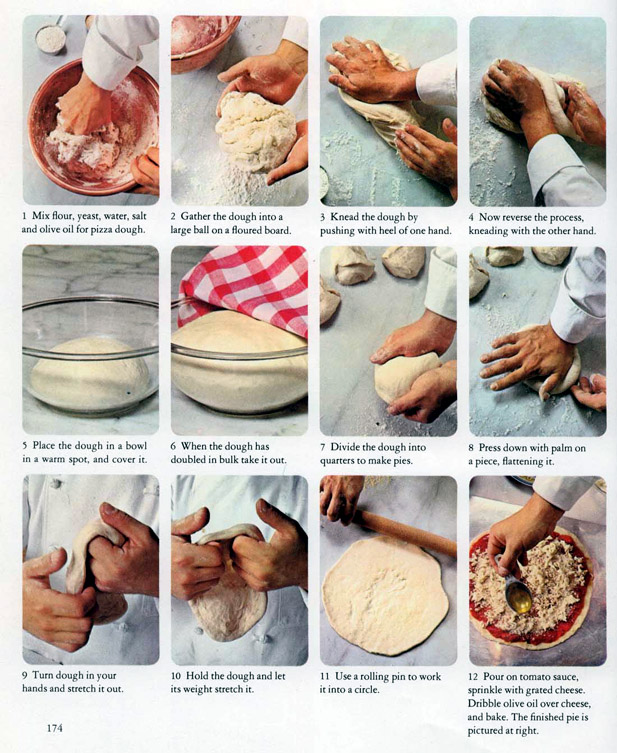 1 Mix flour, yeast, water, salt
and olive oil for pizza dough.
2 Gather the dough into a
large ball on a floured board.
3 Knead the dough by
pushing with heel of one hand.
4 Now reverse the process,
kneading with the other hand.
5 Place the dough in a bowl
in a warm spot, and cover it.
6 When the dough has
doubled in bulk take it out.
7 Divide the dough into
quarters to make pies.
8 Press down with palm on
a piece, flattening it.
9 Turn dough in your
hands and stretch it out.
10 Hold the dough and let
its weight stretch it.
11 Use a rolling pin to work
it into a circle.
12 Pour on tomato sauce,
sprinkle with grated cheese.
Dribble olive oil over cheese,
and bake. The finished pie is
pictured at right.
174